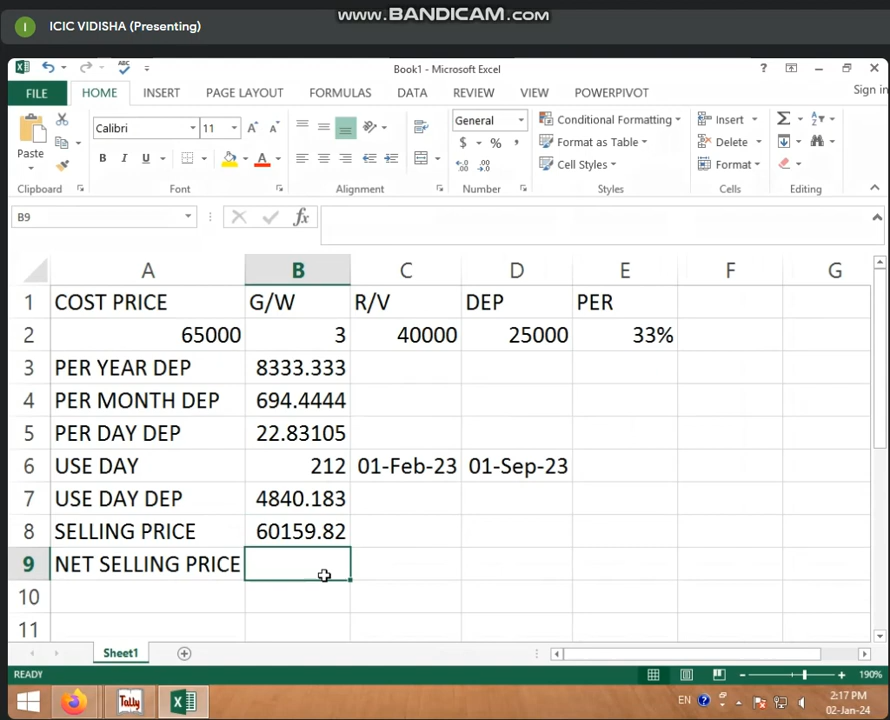 www.BANDICAM.com
I ICIC VIDISHA (Presenting)
Book1 - Microsoft Excel
FILE HOME INSERT PAGE LAYOUT FORMULAS DATA REVIEW VIEW POWERPIVOT Sign in
Calibri 11 General Conditional Formatting Insert
Paste Format as Table Delete
B I U A $ % , Cell Styles Format
Clipboard Font Alignment Number Styles Cells Editing
B9 fx
A B C D E F G
1 COST PRICE G/W R/V DEP PER
2 65000 3 40000 25000 33%
3 PER YEAR DEP 8333.333
4 PER MONTH DEP 694.4444
5 PER DAY DEP 22.83105
6 USE DAY 212 01-Feb-23 01-Sep-23
7 USE DAY DEP 4840.183
8 SELLING PRICE 60159.82
9 NET SELLING PRICE
10
11
Sheet1
READY 190%
Tally EN 2:17 PM
02-Jan-24